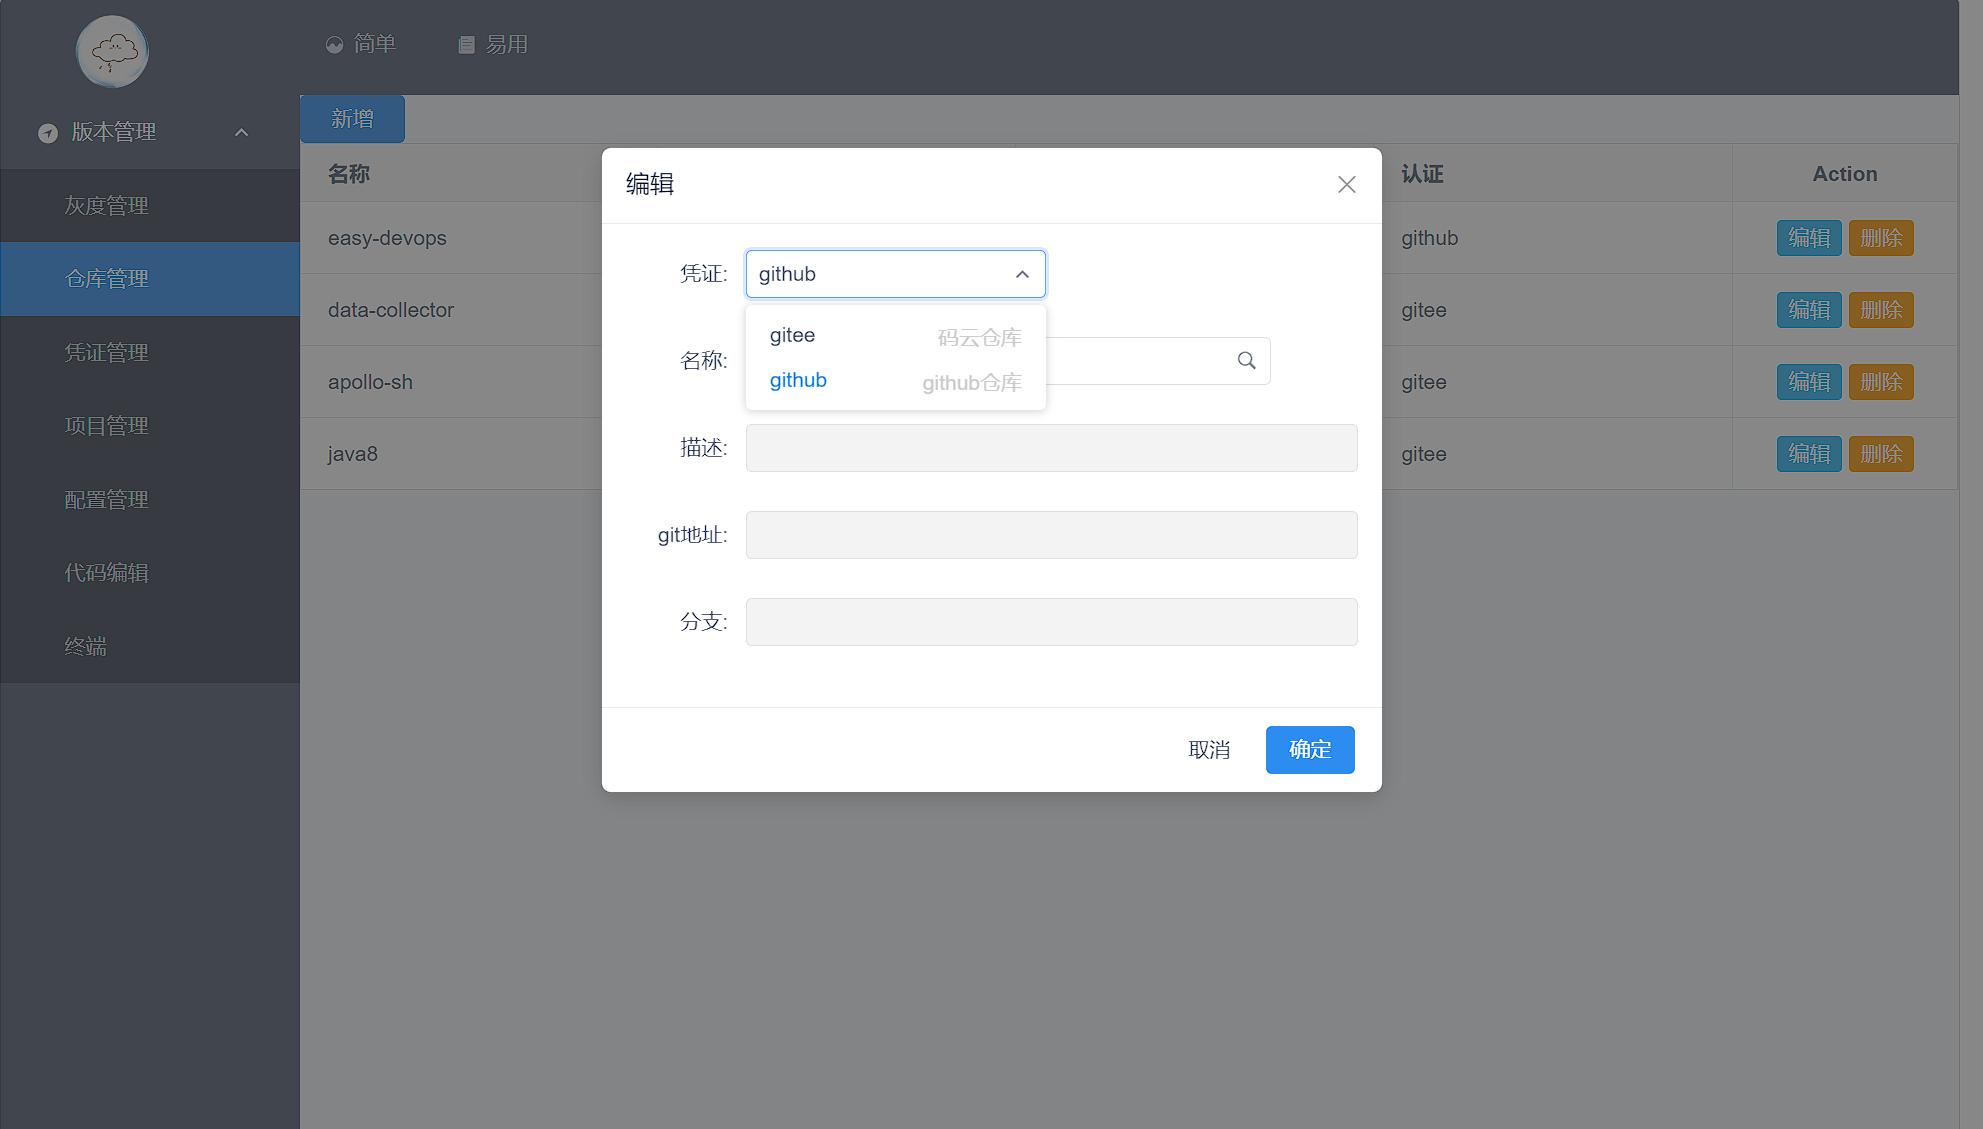 简单
易用
版本管理
灰度管理
仓库管理
凭证管理
项目管理
配置管理
代码编辑
终端
新增
名称 认证 Action
easy-devops github 编辑 删除
data-collector gitee 编辑 删除
apollo-sh gitee 编辑 删除
java8 gitee 编辑 删除
编辑
凭证: github
gitee 码云仓库
github github仓库
名称:
描述:
git地址:
分支:
取消 确定